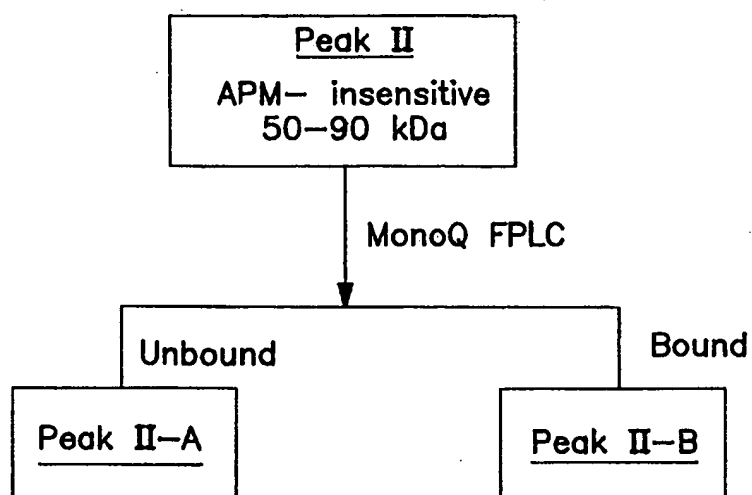 Peak II
APM- insensitive
50-90 kDa
MonoQ FPLC
Unbound
Bound
Peak II-A
Peak II-B